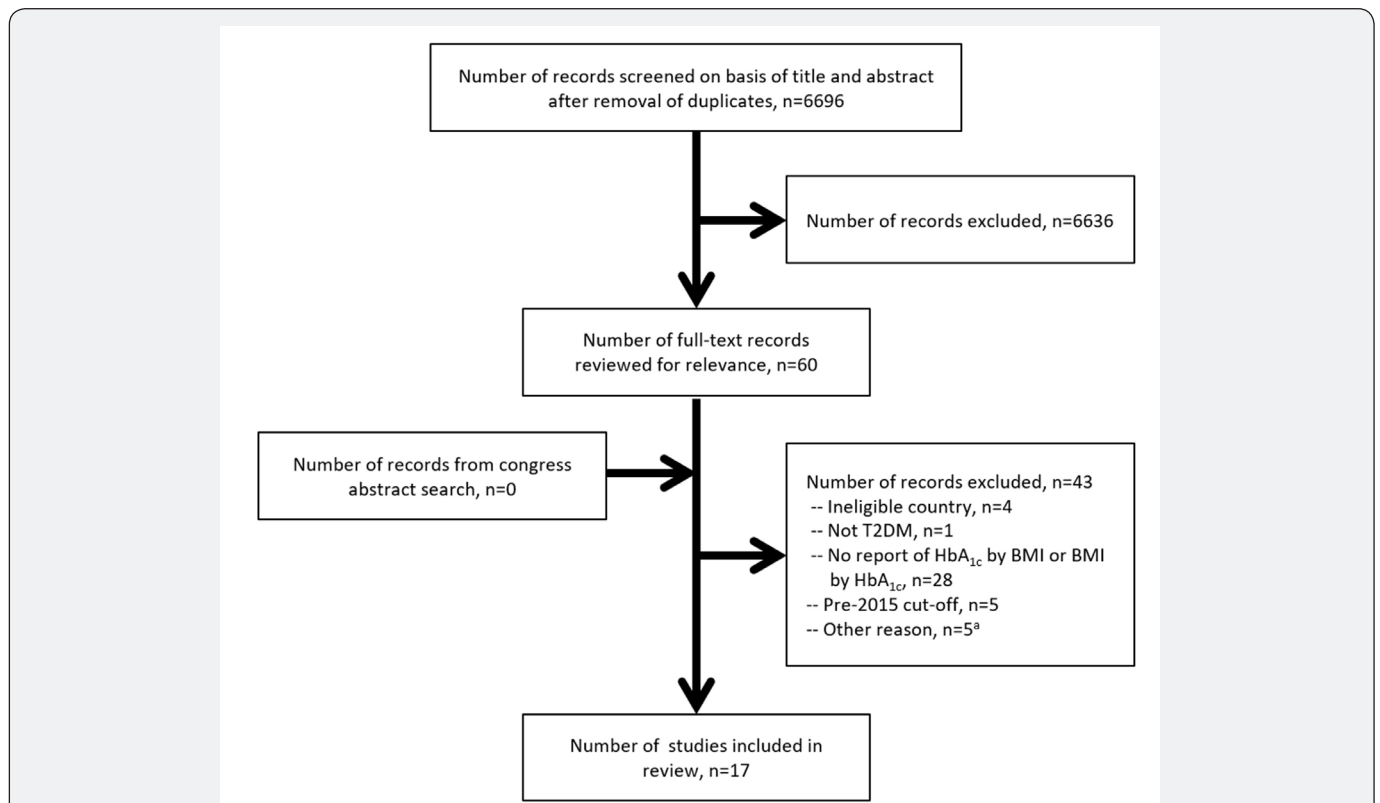 Number of records screened on basis of title and abstract
after removal of duplicates, n=6696
Number of records excluded, n=6636
Number of full-text records
reviewed for relevance, n=60
Number of records from congress
abstract search, n=0
Number of records excluded, n=43
-- Ineligible country, n=4
-- Not T2DM, n=1
-- No report of HbA1c by BMI or BMI
by HbA1c, n=28
-- Pre-2015 cut-off, n=5
-- Other reason, n=5a
Number of studies included in
review, n=17